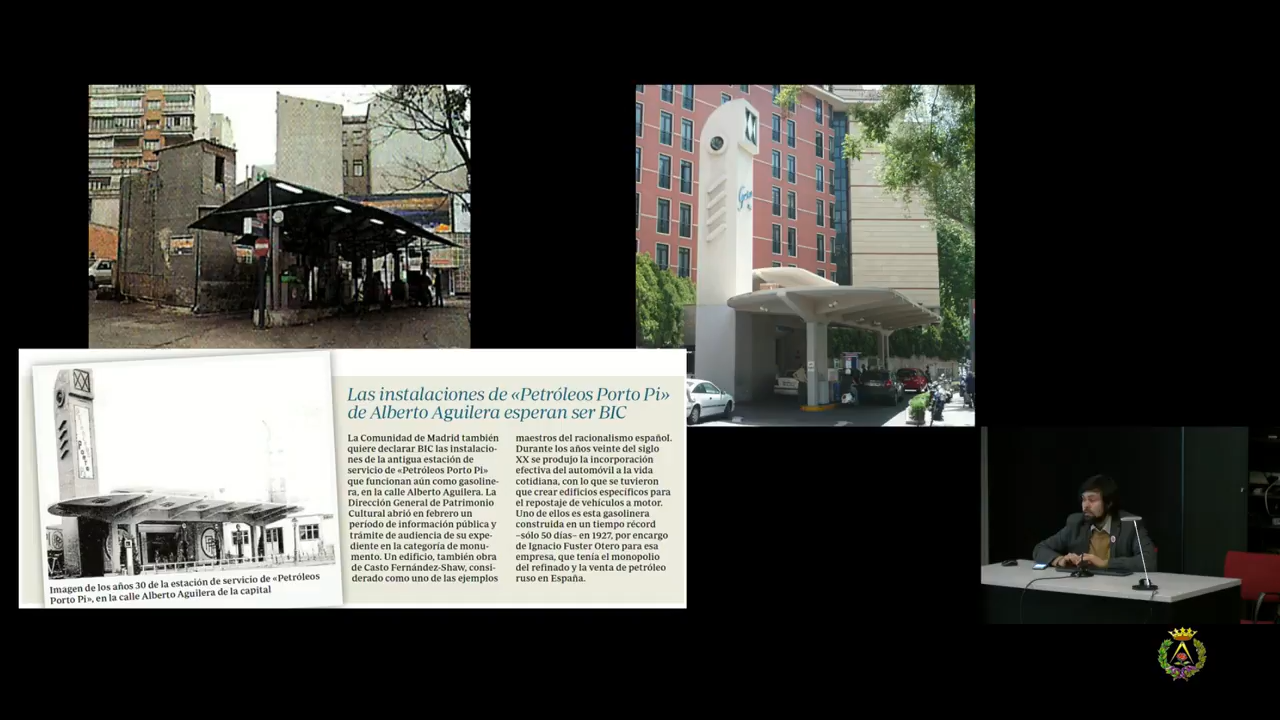 Gesa
Las instalaciones de «Petróleos Porto Pi»
de Alberto Aguilera esperan ser BIC
La Comunidad de Madrid también
quiere declarar BIC las instalacio-
nes de la antigua estación de
servicio de «Petróleos Porto Pi»
que funcionan aún como gasoline-
ra, en la calle Alberto Aguilera. La
Dirección General de Patrimonio
Cultural abrió en febrero un
período de información pública y
trámite de audiencia de su expe-
diente en la categoría de monu-
mento. Un edificio, también obra
de Casto Fernández-Shaw, consi-
derado como uno de las ejemplos
maestros del racionalismo español.
Durante los años veinte del siglo
XX se produjo la incorporación
efectiva del automóvil a la vida
cotidiana, con lo que se tuvieron
que crear edificios específicos para
el repostaje de vehículos a motor.
Uno de ellos es esta gasolinera
construida en un tiempo récord
–sólo 50 días– en 1927, por encargo
de Ignacio Fuster Otero para esa
empresa, que tenía el monopolio
del refinado y la venta de petróleo
ruso en España.
Imagen de los años 30 de la estación de servicio de «Petróleos
Porto Pi», en la calle Alberto Aguilera de la capital